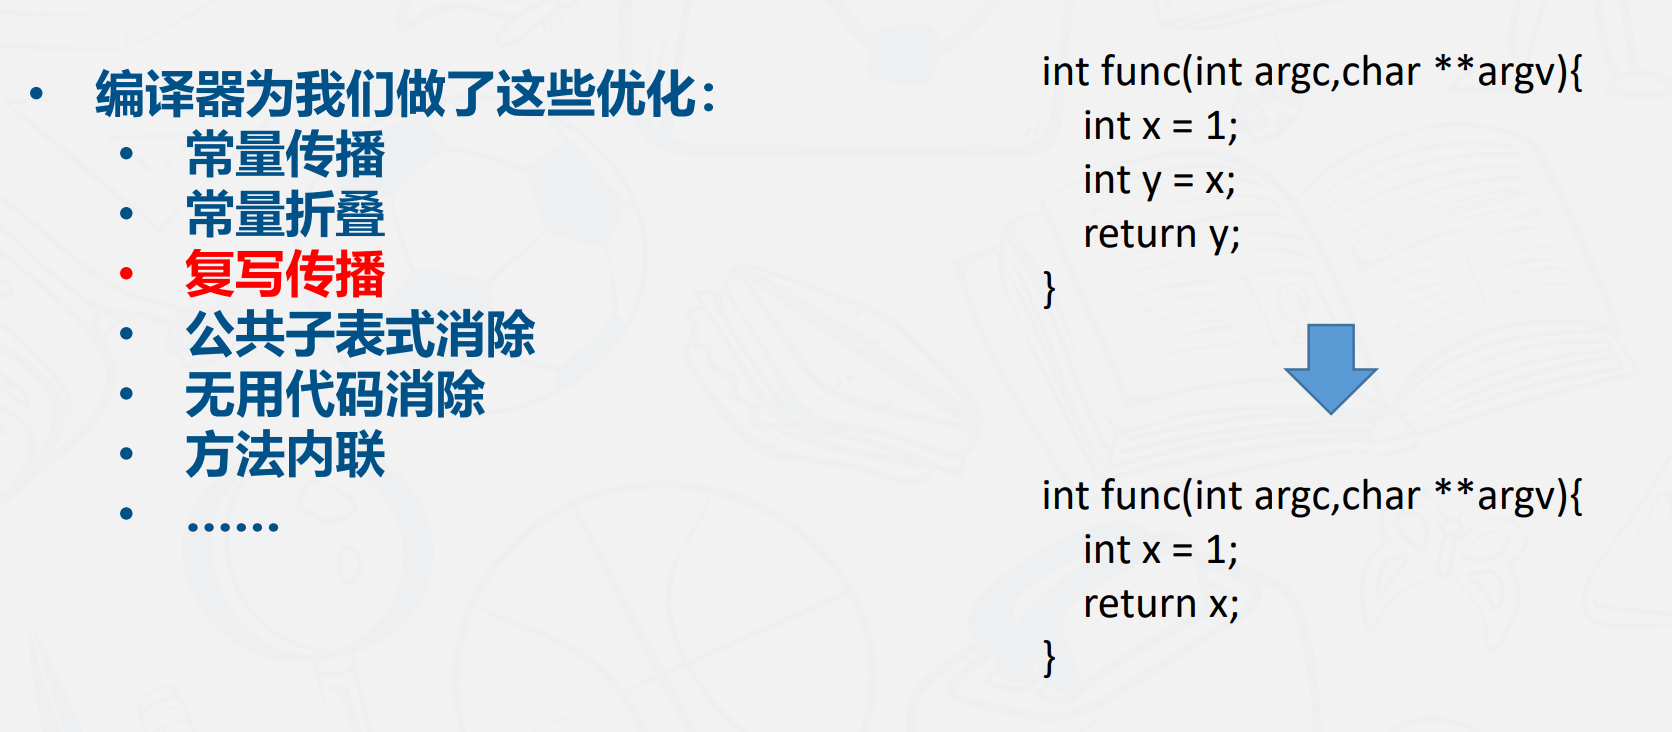 • 编译器为我们做了这些优化：
• 常量传播
• 常量折叠
• 复写传播
• 公共子表式消除
• 无用代码消除
• 方法内联
• ......
int func(int argc,char **argv){
int x = 1;
int y = x;
return y;
}
int func(int argc,char **argv){
int x = 1;
return x;
}